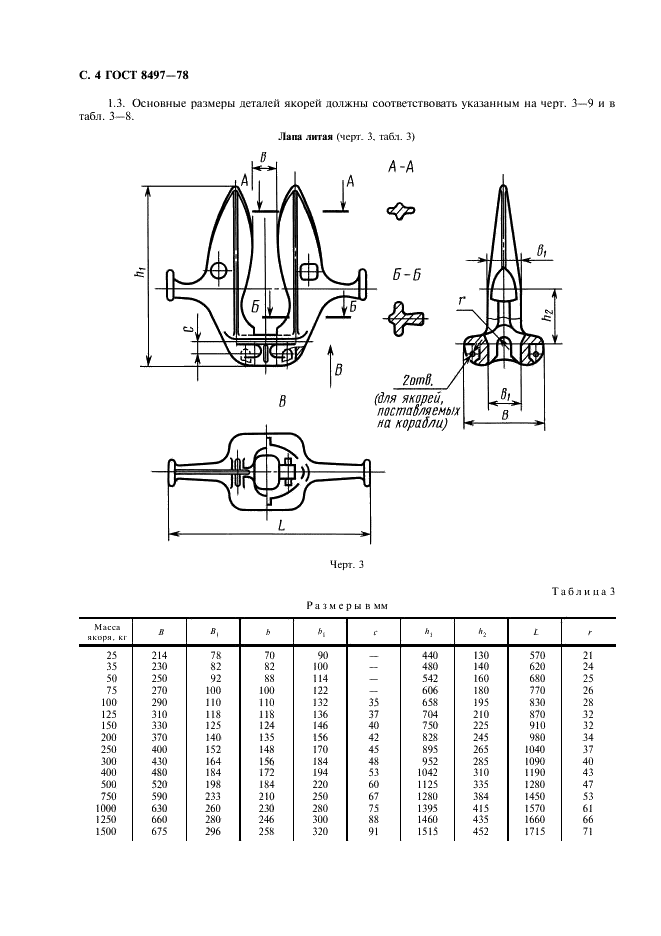 С. 4 ГОСТ 8497—78
1.3. Основные размеры деталей якорей должны соответствовать указанным на черт. 3—9 и в
табл. 3—8.
Лапа литая (черт. 3, табл. 3)
в
А А
А-А
h1
Б Б
Б-Б
с
В
в1
r
h2
2отв.
(для якорей,
поставляемых
на корабли)
в1
В
В
L
Черт. 3
Таблица 3
Размеры в мм
Масса якоря, кг B B1 b b1 c h1 h2 L r
25 214 78 70 90 — 440 130 570 21
35 230 82 82 100 — 480 140 620 24
50 250 92 88 114 — 542 160 680 25
75 270 100 100 122 — 606 180 770 26
100 290 110 110 132 35 658 195 830 28
125 310 118 118 136 37 704 210 870 32
150 330 125 124 146 40 750 225 910 32
200 370 140 135 156 42 828 245 980 34
250 400 152 148 170 45 895 265 1040 37
300 430 164 156 184 48 952 285 1090 40
400 480 184 172 194 53 1042 310 1190 43
500 520 198 184 220 60 1125 335 1280 47
750 590 233 210 250 67 1280 384 1450 53
1000 630 260 230 280 75 1395 415 1570 61
1250 660 280 246 300 88 1460 435 1660 66
1500 675 296 258 320 91 1515 452 1715 71